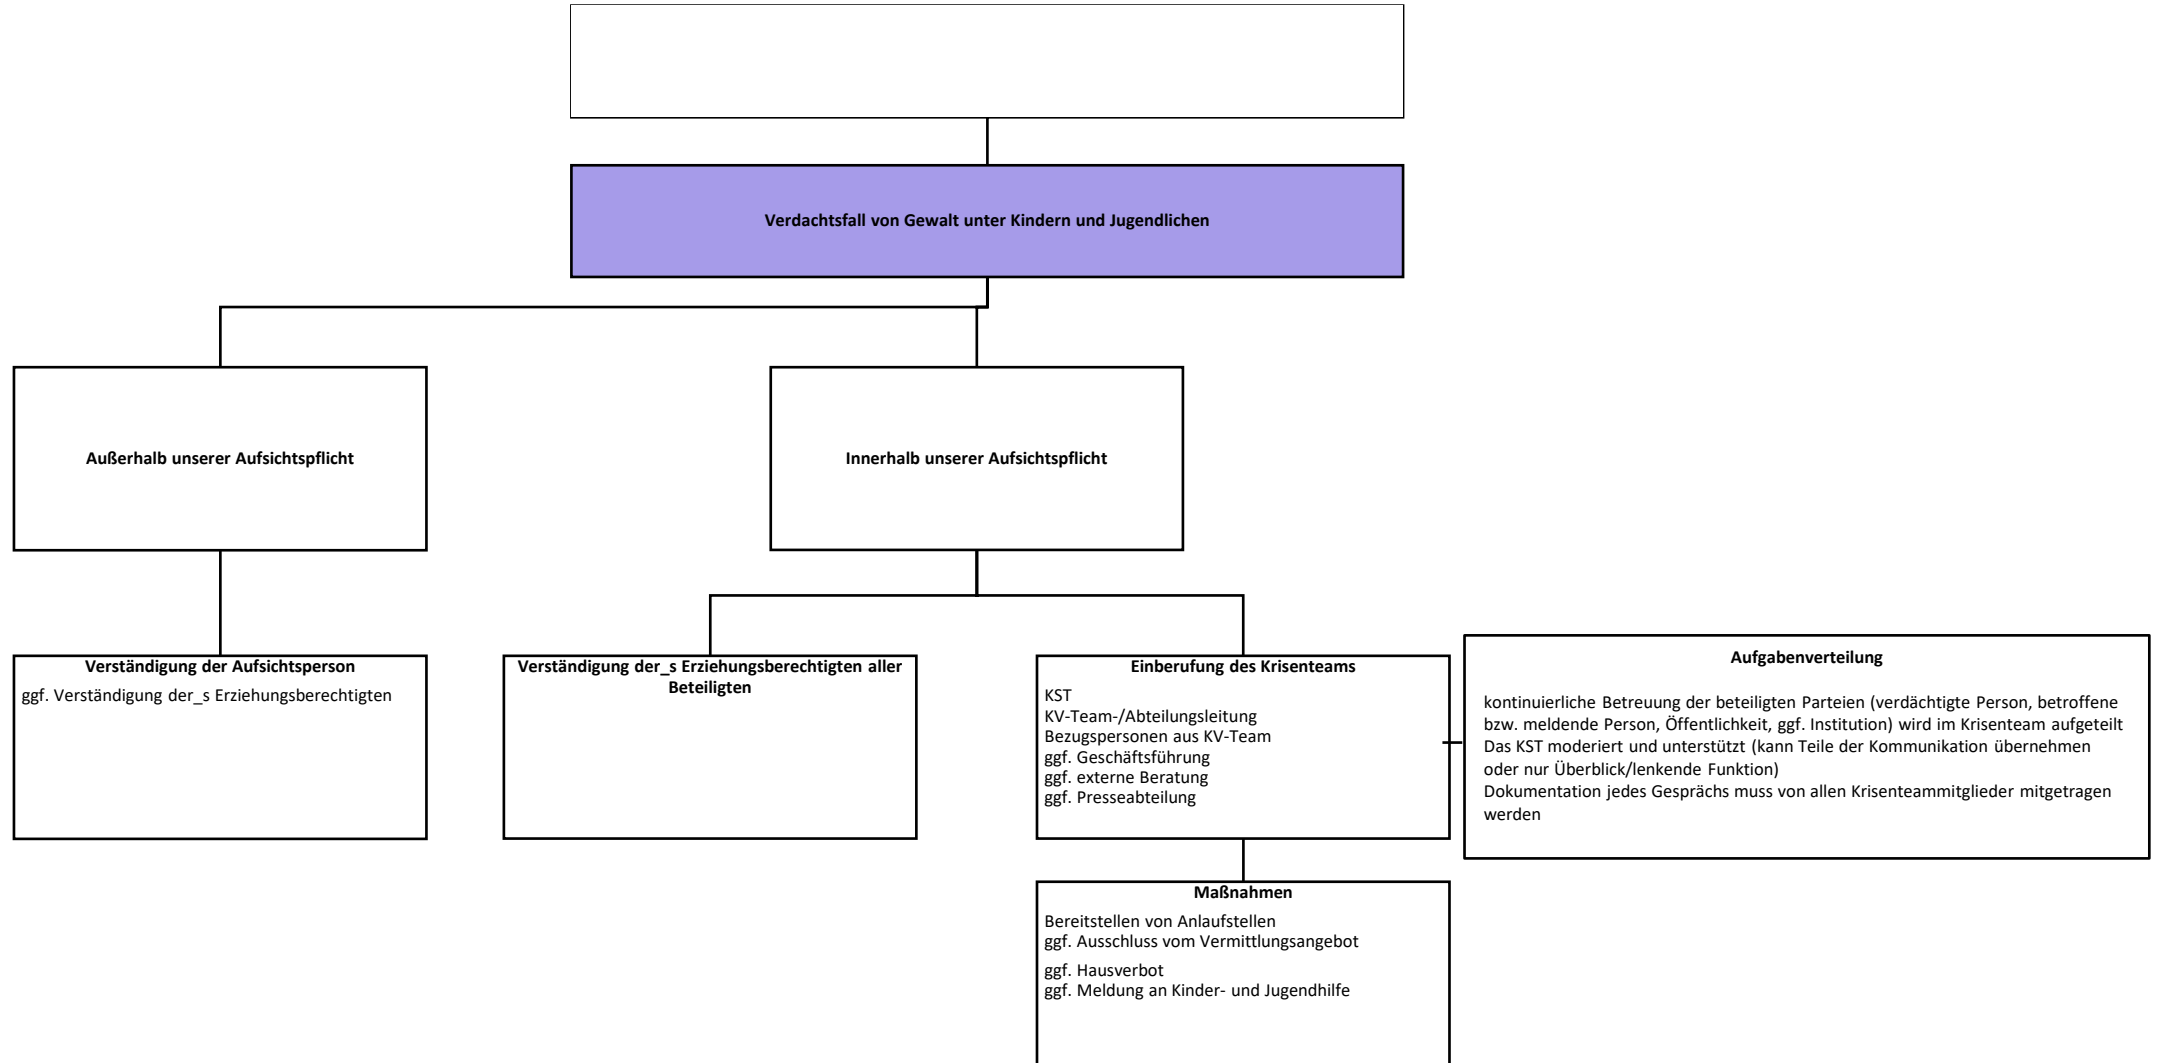 Verdachtsfall von Gewalt unter Kindern und Jugendlichen
Außerhalb unserer Aufsichtspflicht
Innerhalb unserer Aufsichtspflicht
Verständigung der Aufsichtsperson
ggf. Verständigung der_s Erziehungsberechtigten
Verständigung der_s Erziehungsberechtigten aller
Beteiligten
Einberufung des Krisenteams
KST
KV-Team-/Abteilungsleitung
Bezugspersonen aus KV-Team
ggf. Geschäftsführung
ggf. externe Beratung
ggf. Presseabteilung
Aufgabenverteilung
kontinuierliche Betreuung der beteiligten Parteien (verdächtigte Person, betroffene
bzw. meldende Person, Öffentlichkeit, ggf. Institution) wird im Krisenteam aufgeteilt
Das KST moderiert und unterstützt (kann Teile der Kommunikation übernehmen
oder nur Überblick/lenkende Funktion)
Dokumentation jedes Gesprächs muss von allen Krisenteammitglieder mitgetragen
werden
Maßnahmen
Bereitstellen von Anlaufstellen
ggf. Ausschluss vom Vermittlungsangebot
ggf. Hausverbot
ggf. Meldung an Kinder- und Jugendhilfe